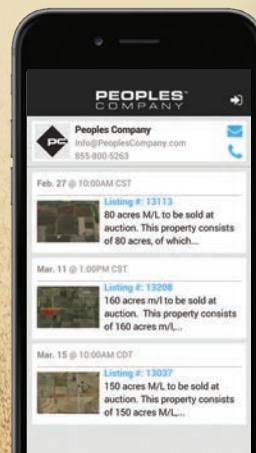 PEOPLES™
COMPANY
PC
Peoples Company
Info@PeoplesCompany.com
855-800-5263
Feb. 27 @ 10:00AM CST
Listing #: 13113
80 acres M/L to be sold at
auction. This property consists
of 80 acres, of which...
Mar. 11 @ 1:00PM CST
Listing #: 13208
160 acres m/l to be sold at
auction. This property consists
of 160 acres m/l,...
Mar. 15 @ 10:00AM CDT
Listing #: 13037
150 acres M/L to be sold at
auction. This property consists
of 150 acres M/L,...